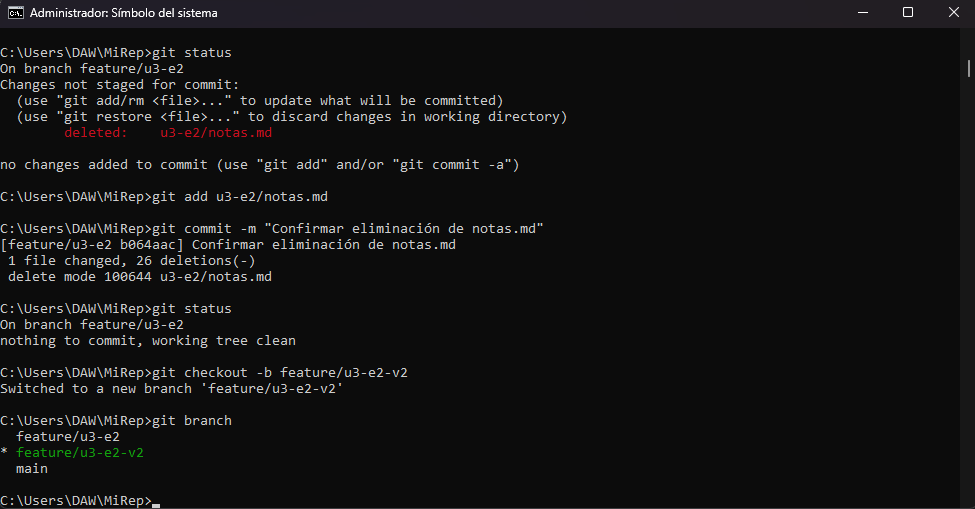 Administrador: Símbolo del sistema
C:\Users\DAW\MiRep>git status
On branch feature/u3-e2
Changes not staged for commit:
  (use "git add/rm <file>..." to update what will be committed)
  (use "git restore <file>..." to discard changes in working directory)
        deleted:    u3-e2/notas.md
no changes added to commit (use "git add" and/or "git commit -a")
C:\Users\DAW\MiRep>git add u3-e2/notas.md
C:\Users\DAW\MiRep>git commit -m "Confirmar eliminación de notas.md"
[feature/u3-e2 b064aac] Confirmar eliminación de notas.md
 1 file changed, 26 deletions(-)
 delete mode 100644 u3-e2/notas.md
C:\Users\DAW\MiRep>git status
On branch feature/u3-e2
nothing to commit, working tree clean
C:\Users\DAW\MiRep>git checkout -b feature/u3-e2-v2
Switched to a new branch 'feature/u3-e2-v2'
C:\Users\DAW\MiRep>git branch
  feature/u3-e2
* feature/u3-e2-v2
  main
C:\Users\DAW\MiRep>